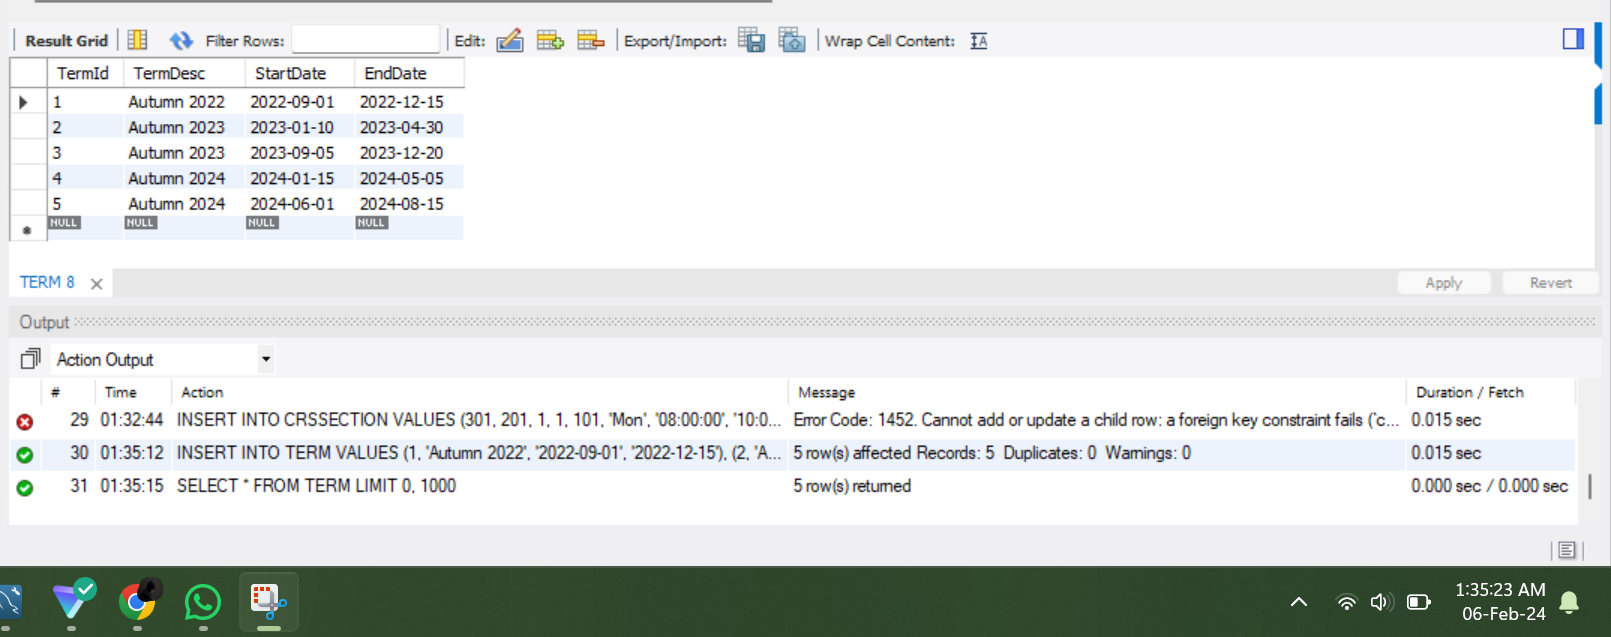 Result Grid Filter Rows: Edit: Export/Import: Wrap Cell Content: IA
TermId TermDesc StartDate EndDate
1 Autumn 2022 2022-09-01 2022-12-15
2 Autumn 2023 2023-01-10 2023-04-30
3 Autumn 2023 2023-09-05 2023-12-20
4 Autumn 2024 2024-01-15 2024-05-05
5 Autumn 2024 2024-06-01 2024-08-15
NULL NULL NULL NULL
TERM 8 Apply Revert
Output
Action Output
# Time Action Message Duration / Fetch
29 01:32:44 INSERT INTO CRSSECTION VALUES (301, 201, 1, 1, 101, 'Mon', '08:00:00', '10:0... Error Code: 1452. Cannot add or update a child row: a foreign key constraint fails (`c... 0.015 sec
30 01:35:12 INSERT INTO TERM VALUES (1, 'Autumn 2022', '2022-09-01', '2022-12-15'), (2, 'A... 5 row(s) affected Records: 5 Duplicates: 0 Warnings: 0 0.015 sec
31 01:35:15 SELECT * FROM TERM LIMIT 0, 1000 5 row(s) returned 0.000 sec / 0.000 sec
1:35:23 AM
06-Feb-24